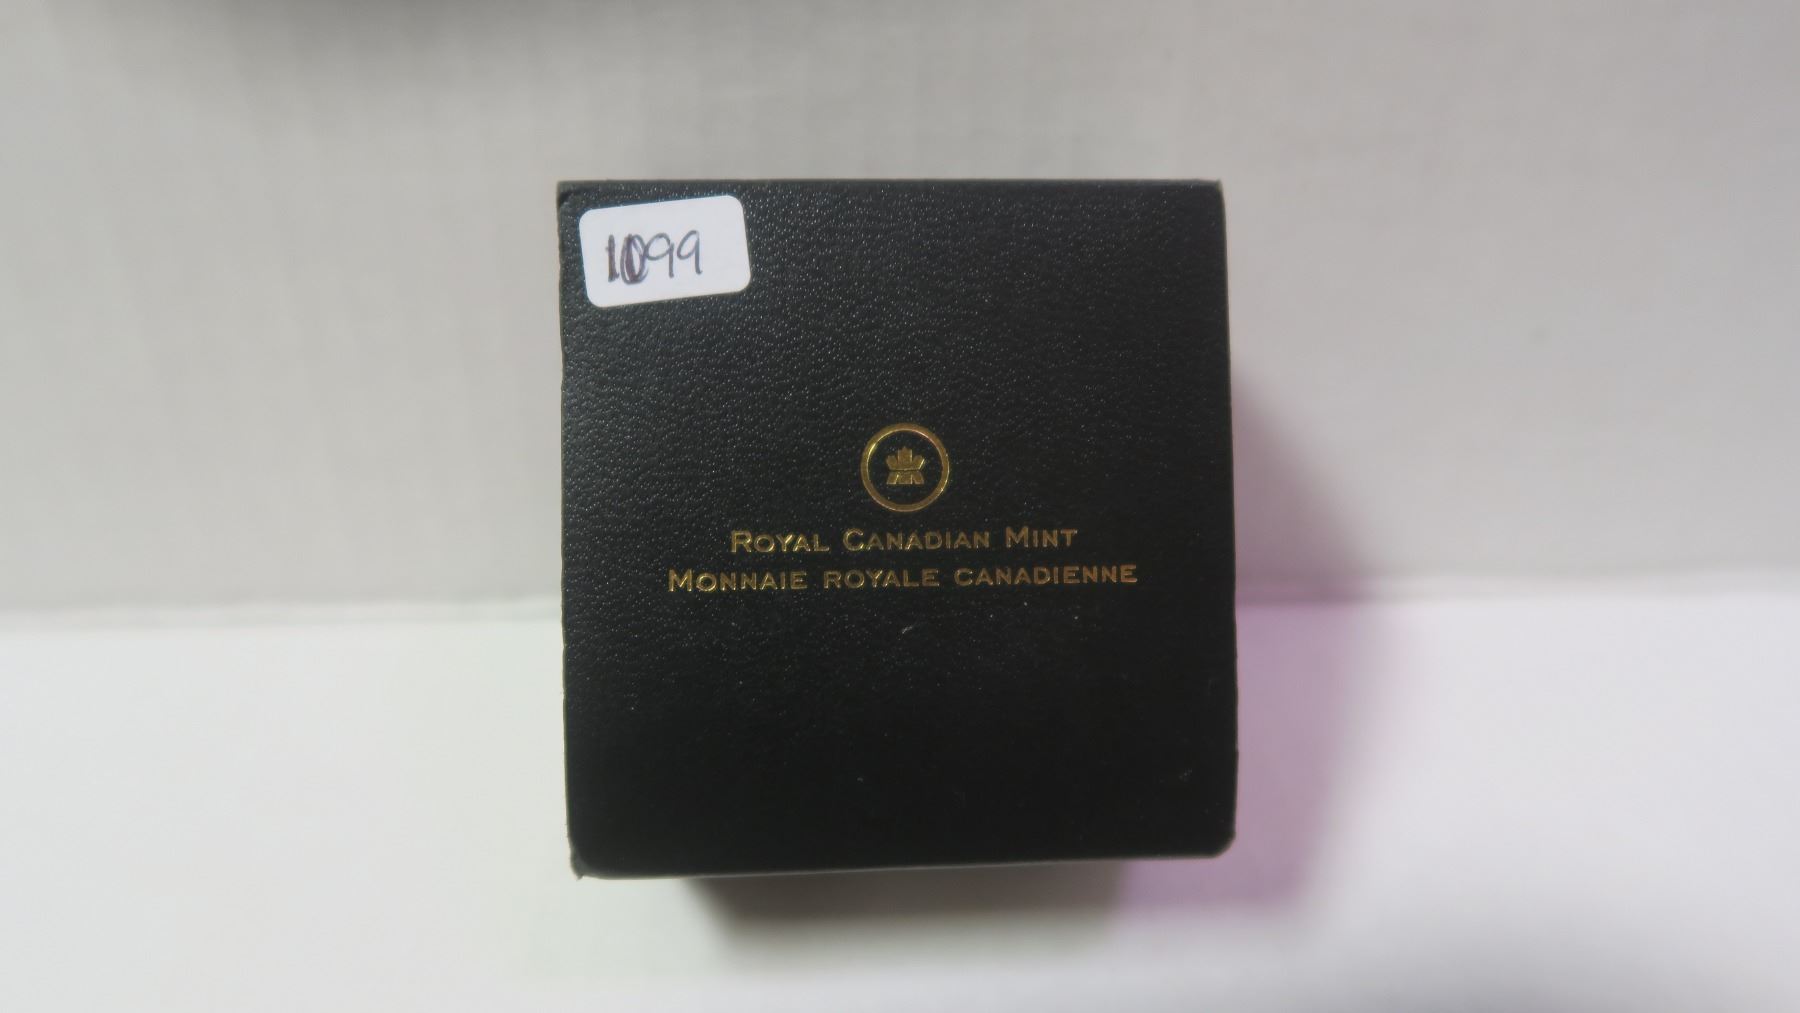 1099
ROYAL CANADIAN MINT
MONNAIE ROYALE CANADIENNE